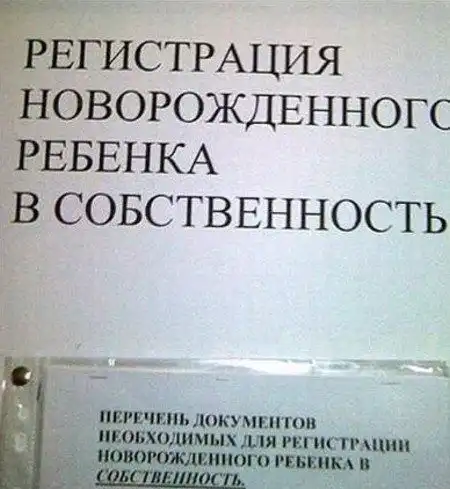 РЕГИСТРАЦИЯ
НОВОРОЖДЕННОГО
РЕБЕНКА
В СОБСТВЕННОСТЬ
ПЕРЕЧЕНЬ ДОКУМЕНТОВ
НЕОБХОДИМЫХ ДЛЯ РЕГИСТРАЦИИ
НОВОРОЖДЕННОГО РЕБЕНКА В
СОБСТВЕННОСТЬ.